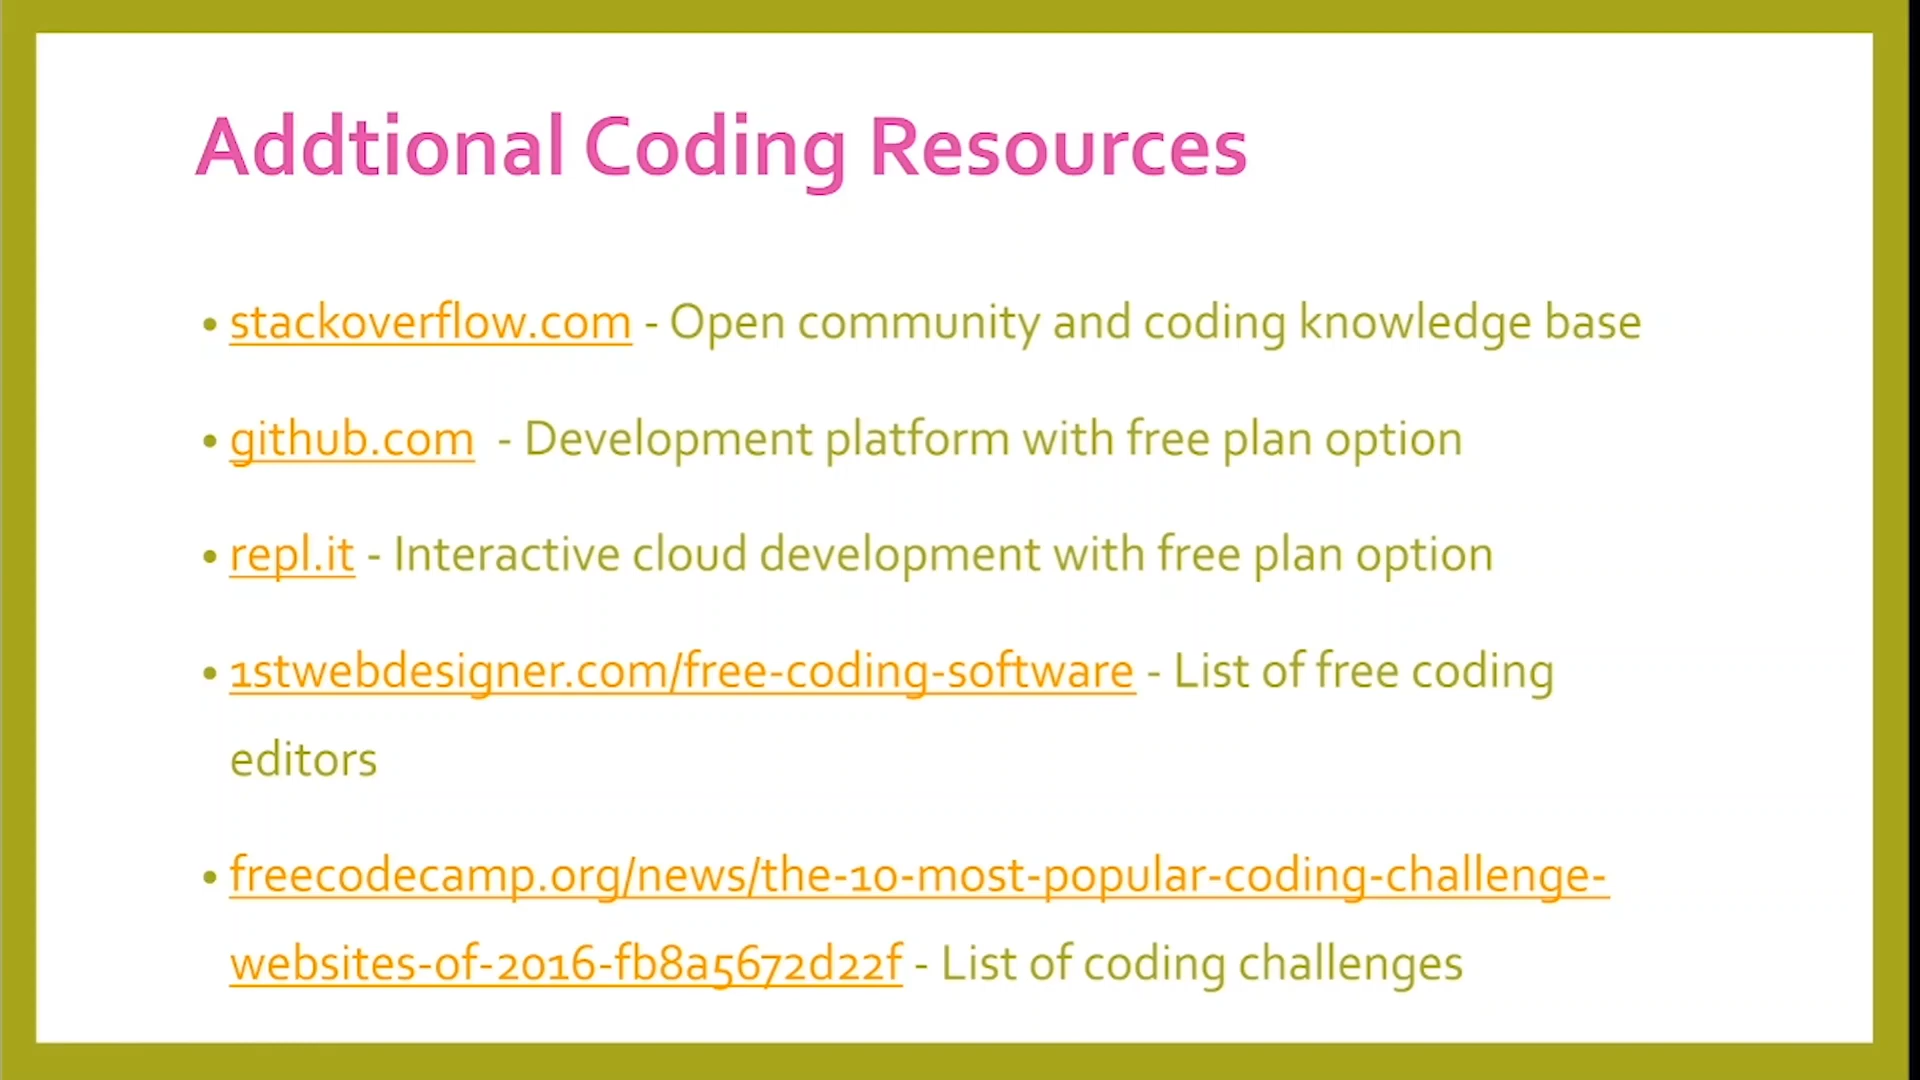 Addtional Coding Resources
• stackoverflow.com - Open community and coding knowledge base
• github.com - Development platform with free plan option
• repl.it - Interactive cloud development with free plan option
• 1stwebdesigner.com/free-coding-software - List of free coding
editors
• freecodecamp.org/news/the-10-most-popular-coding-challenge-
websites-of-2016-fb8a5672d22f - List of coding challenges